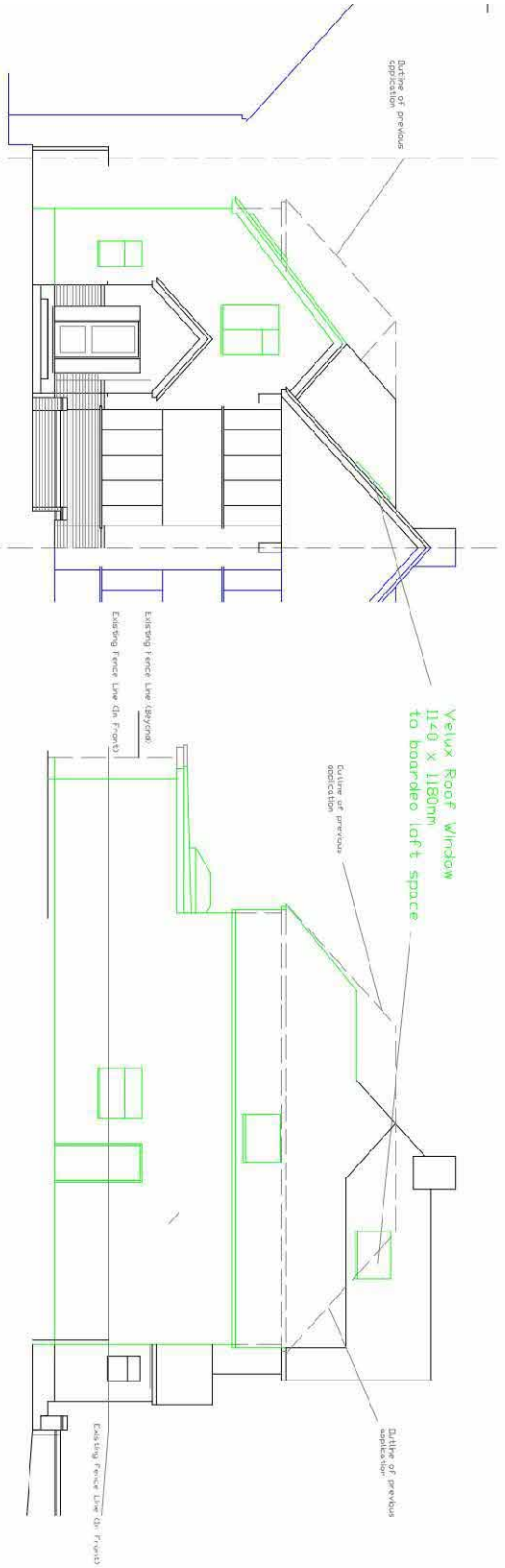 Outline of previous
application
Existing Fence Line (Beyond)
Existing Fence Line (In Front)
Velux Roof Window
1140 x 1180mm
to boarded loft space
Outline of previous
application
Outline of previous
application
Existing Fence Line (In Front)